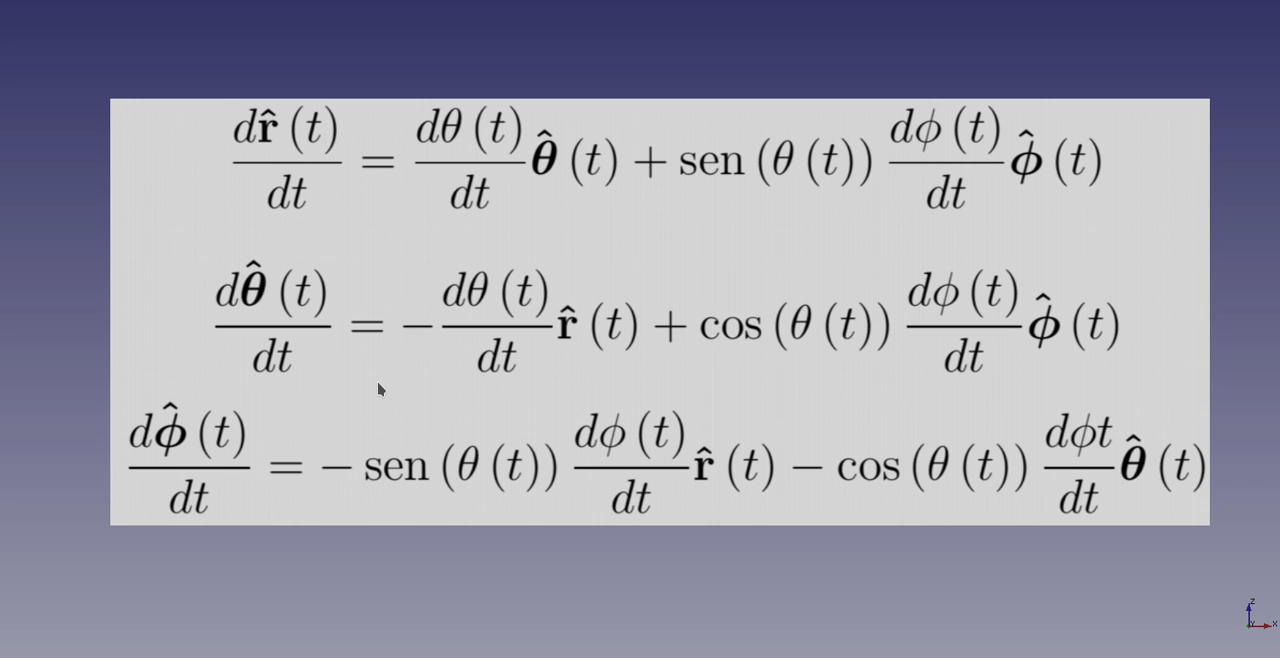 d𝐫̂(t)/dt = dθ(t)/dt 𝛉̂(t) + sen(θ(t)) dϕ(t)/dt 𝛟̂(t)
d𝛉̂(t)/dt = −dθ(t)/dt 𝐫̂(t) + cos(θ(t)) dϕ(t)/dt 𝛟̂(t)
d𝛟̂(t)/dt = −sen(θ(t)) dϕ(t)/dt 𝐫̂(t) − cos(θ(t)) dϕt/dt 𝛉̂(t)
z
Y x